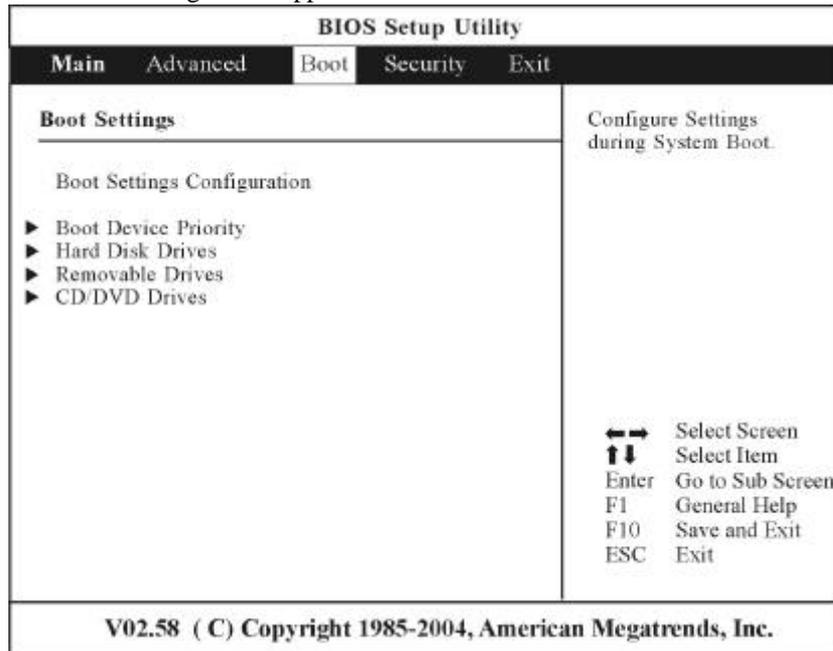 BIOS Setup Utility
Main Advanced Boot Security Exit
Boot Settings
Boot Settings Configuration
▶ Boot Device Priority
▶ Hard Disk Drives
▶ Removable Drives
▶ CD/DVD Drives
Configure Settings
during System Boot.
←→ Select Screen
↑↓ Select Item
Enter Go to Sub Screen
F1 General Help
F10 Save and Exit
ESC Exit
V02.58 ( C) Copyright 1985-2004, American Megatrends, Inc.